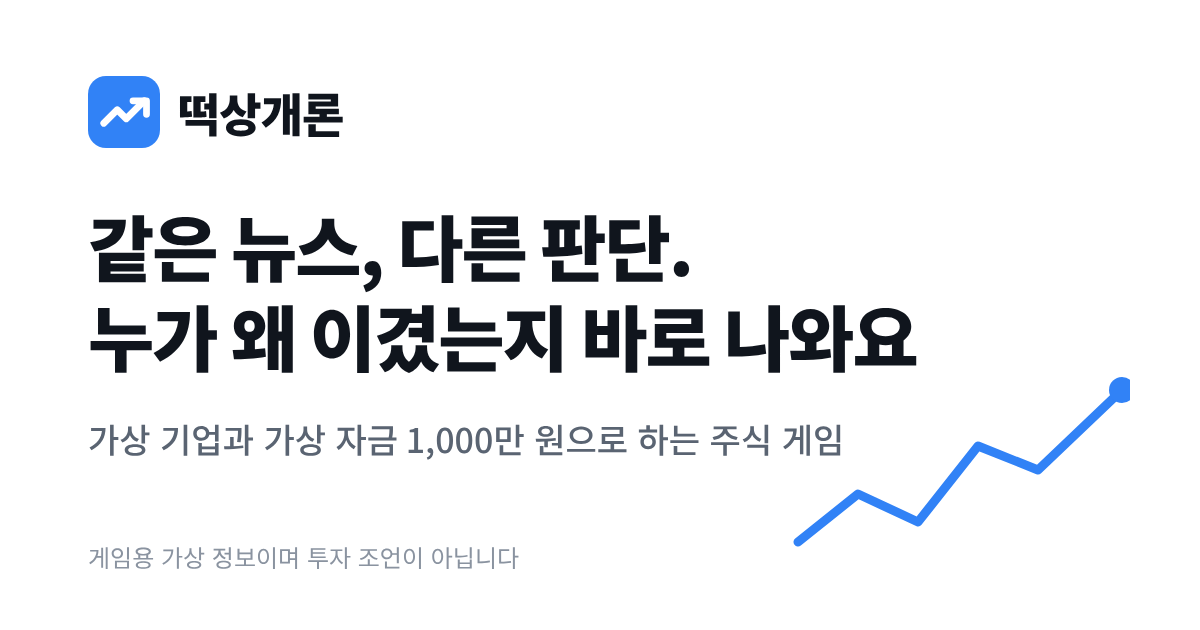 떡상개론
같은 뉴스, 다른 판단.
누가 왜 이겼는지 바로 나와요
가상 기업과 가상 자금 1,000만 원으로 하는 주식 게임
게임용 가상 정보이며 투자 조언이 아닙니다